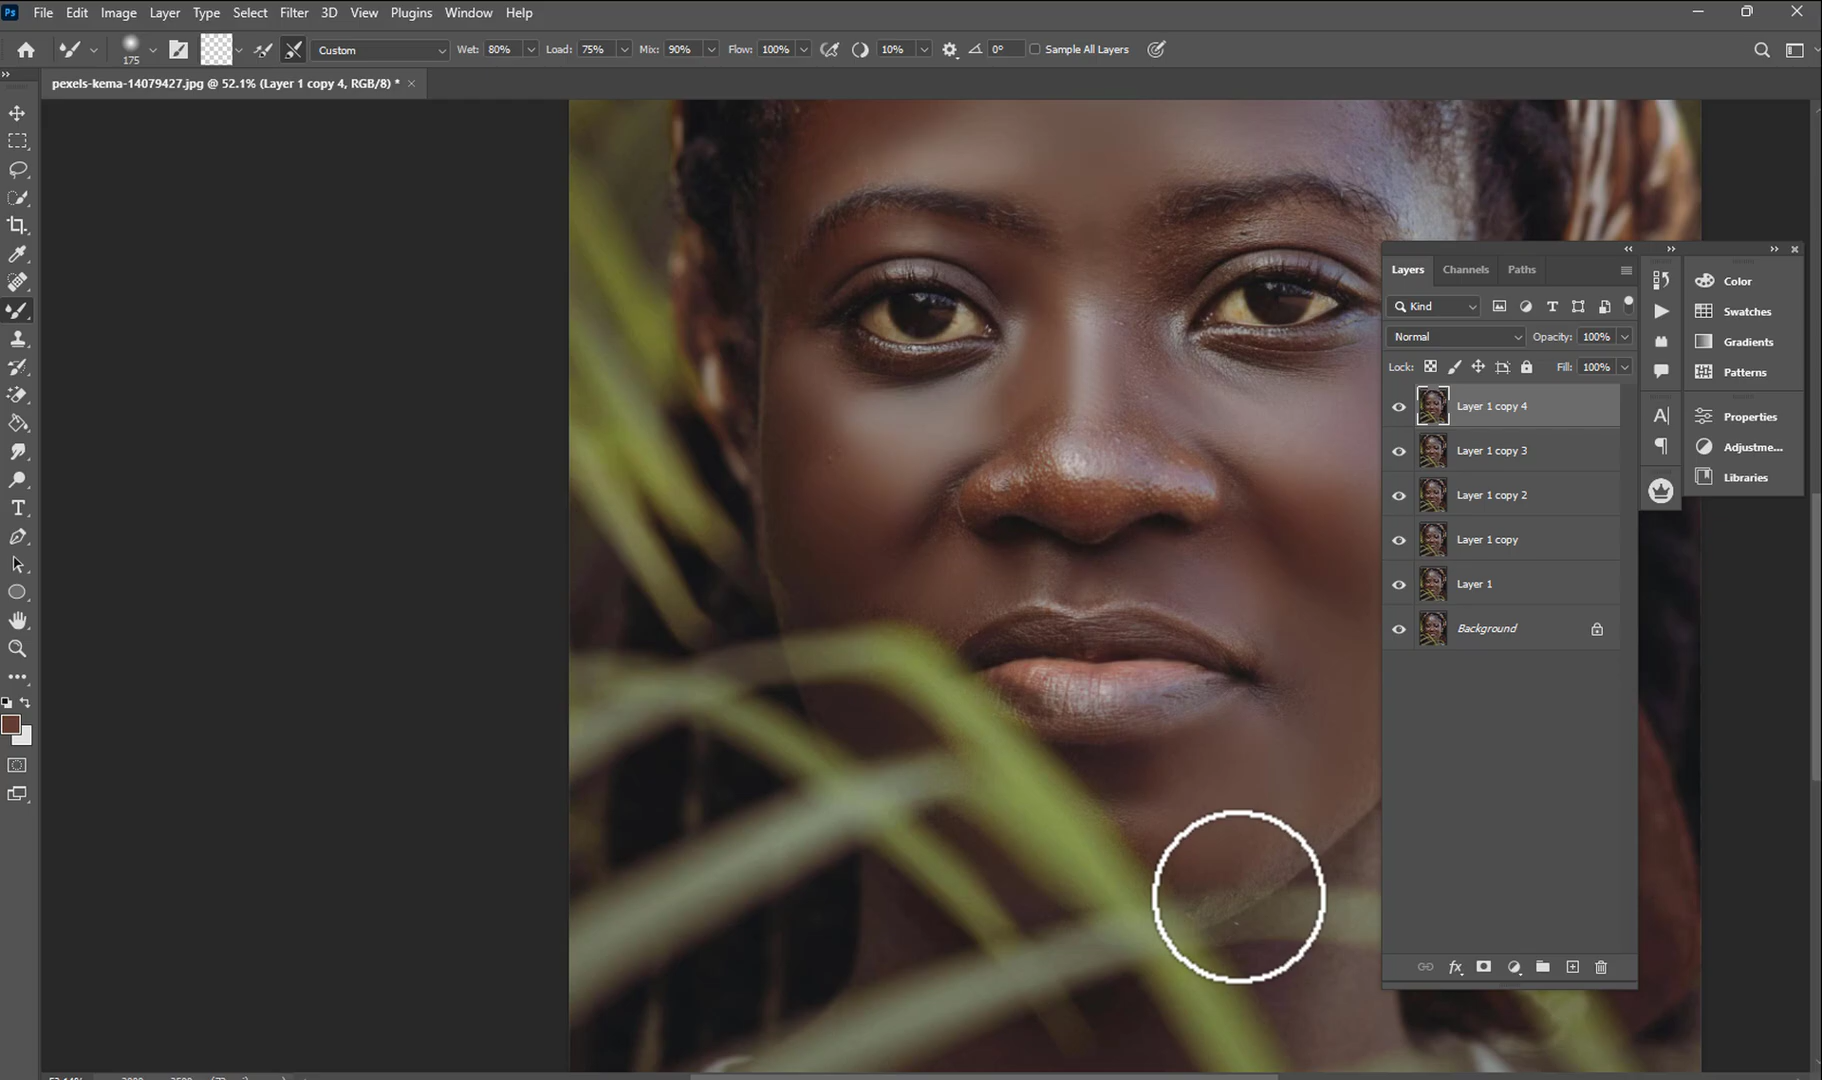 Ps File Edit Image Layer Type Select Filter 3D View Plugins Window Help
175 Custom Wet: 80% Load: 75% Mix: 90% Flow: 100% 10% 0° Sample All Layers
pexels-kema-14079427.jpg @ 52.1% (Layer 1 copy 4, RGB/8) *
Layers Channels Paths
Kind
Normal Opacity: 100%
Lock: Fill: 100%
Layer 1 copy 4
Layer 1 copy 3
Layer 1 copy 2
Layer 1 copy
Layer 1
Background
Color
Swatches
Gradients
Patterns
Properties
Adjustme...
Libraries